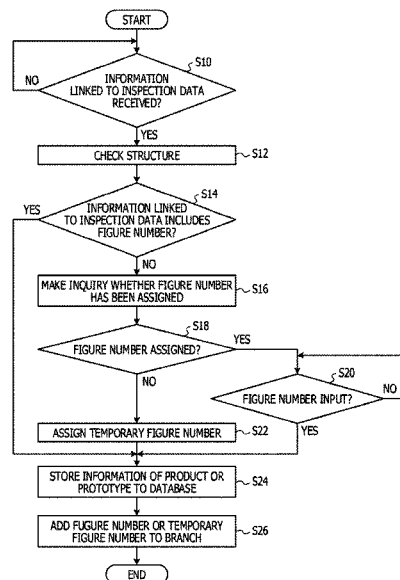 START
S10
INFORMATION
LINKED TO INSPECTION DATA
RECEIVED?
NO
YES
CHECK STRUCTURE
S12
S14
YES
INFORMATION LINKED
TO INSPECTION DATA INCLUDES
FIGURE NUMBER?
NO
MAKE INQUIRY WHETHER FIGURE NUMBER
HAS BEEN ASSIGNED
S16
S18
FIGURE NUMBER ASSIGNED?
YES
NO
S20
FIGURE NUMBER INPUT?
NO
YES
ASSIGN TEMPORARY FIGURE NUMBER
S22
STORE INFORMATION OF PRODUCT OR
PROTOTYPE TO DATABASE
S24
ADD FUGURE NUMBER OR TEMPORARY
FIGURE NUMBER TO BRANCH
S26
END